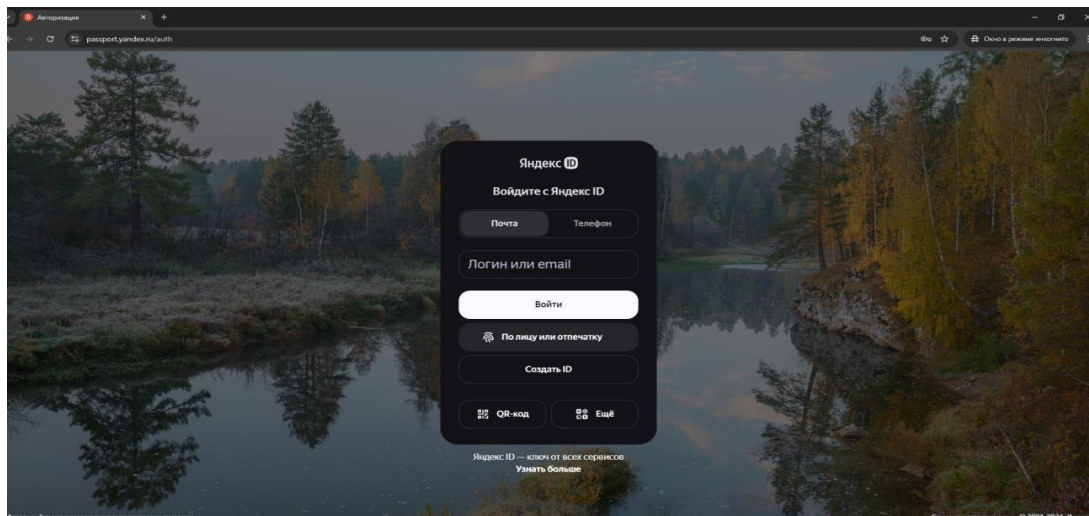 Авторизация
passport.yandex.ru/auth
Окно в режиме инкогнито
Яндекс ID
Войдите с Яндекс ID
Почта
Телефон
Логин или email
Войти
По лицу или отпечатку
Создать ID
QR-код
Ещё
Яндекс ID — ключ от всех сервисов
Узнать больше